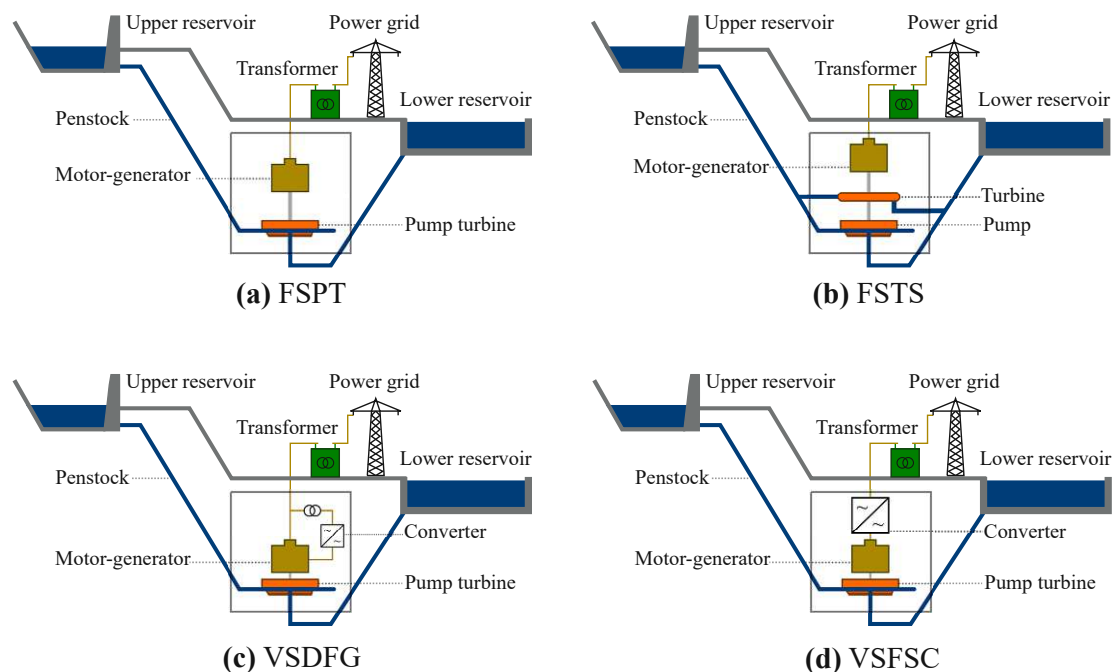 Upper reservoir
Power grid
Transformer
Lower reservoir
Penstock
Motor-generator
Pump turbine
(a) FSPT
Upper reservoir
Power grid
Transformer
Lower reservoir
Penstock
Motor-generator
Turbine
Pump
(b) FSTS
Upper reservoir
Power grid
Transformer
Lower reservoir
Penstock
Converter
Motor-generator
Pump turbine
(c) VSDFG
Upper reservoir
Power grid
Transformer
Lower reservoir
Penstock
Converter
Motor-generator
Pump turbine
(d) VSFSC